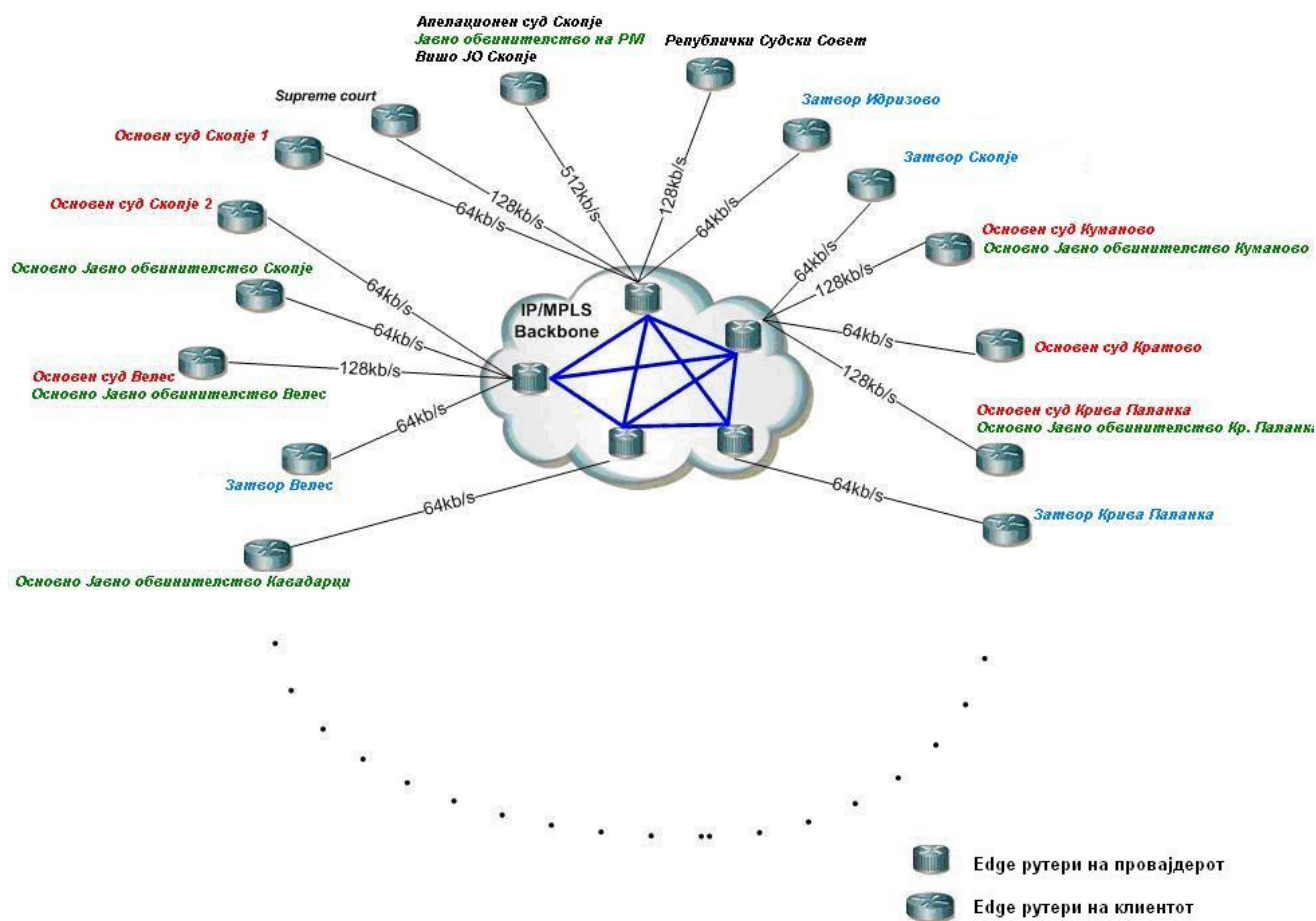 Апелационен суд Скопје
Јавно обвинителство на РМ
Вишо ЈО Скопје
Републички Судски Совет
Supreme court
Затвор Идризово
Основн суд Скопје 1
Затвор Скопје
Основен суд Скопје 2
Основен суд Куманово
Основно Јавно обвинителство Куманово
Основно Јавно обвинителство Скопје
512kb/s
128kb/s
128kb/s
64kb/s
64kb/s
64kb/s
128kb/s
64kb/s
64kb/s
64kb/s
IP/MPLS
Backbone
Основен суд Кратово
Основен суд Велес
Основно Јавно обвинителство Велес
128kb/s
128kb/s
Основен суд Крива Паланка
Основно Јавно обвинителство Кр. Паланка
64kb/s
Затвор Велес
64kb/s
64kb/s
Затвор Крива Паланка
Основно Јавно обвинителство Кавадарци
Edge рутери на провајдерот
Edge рутери на клиентот